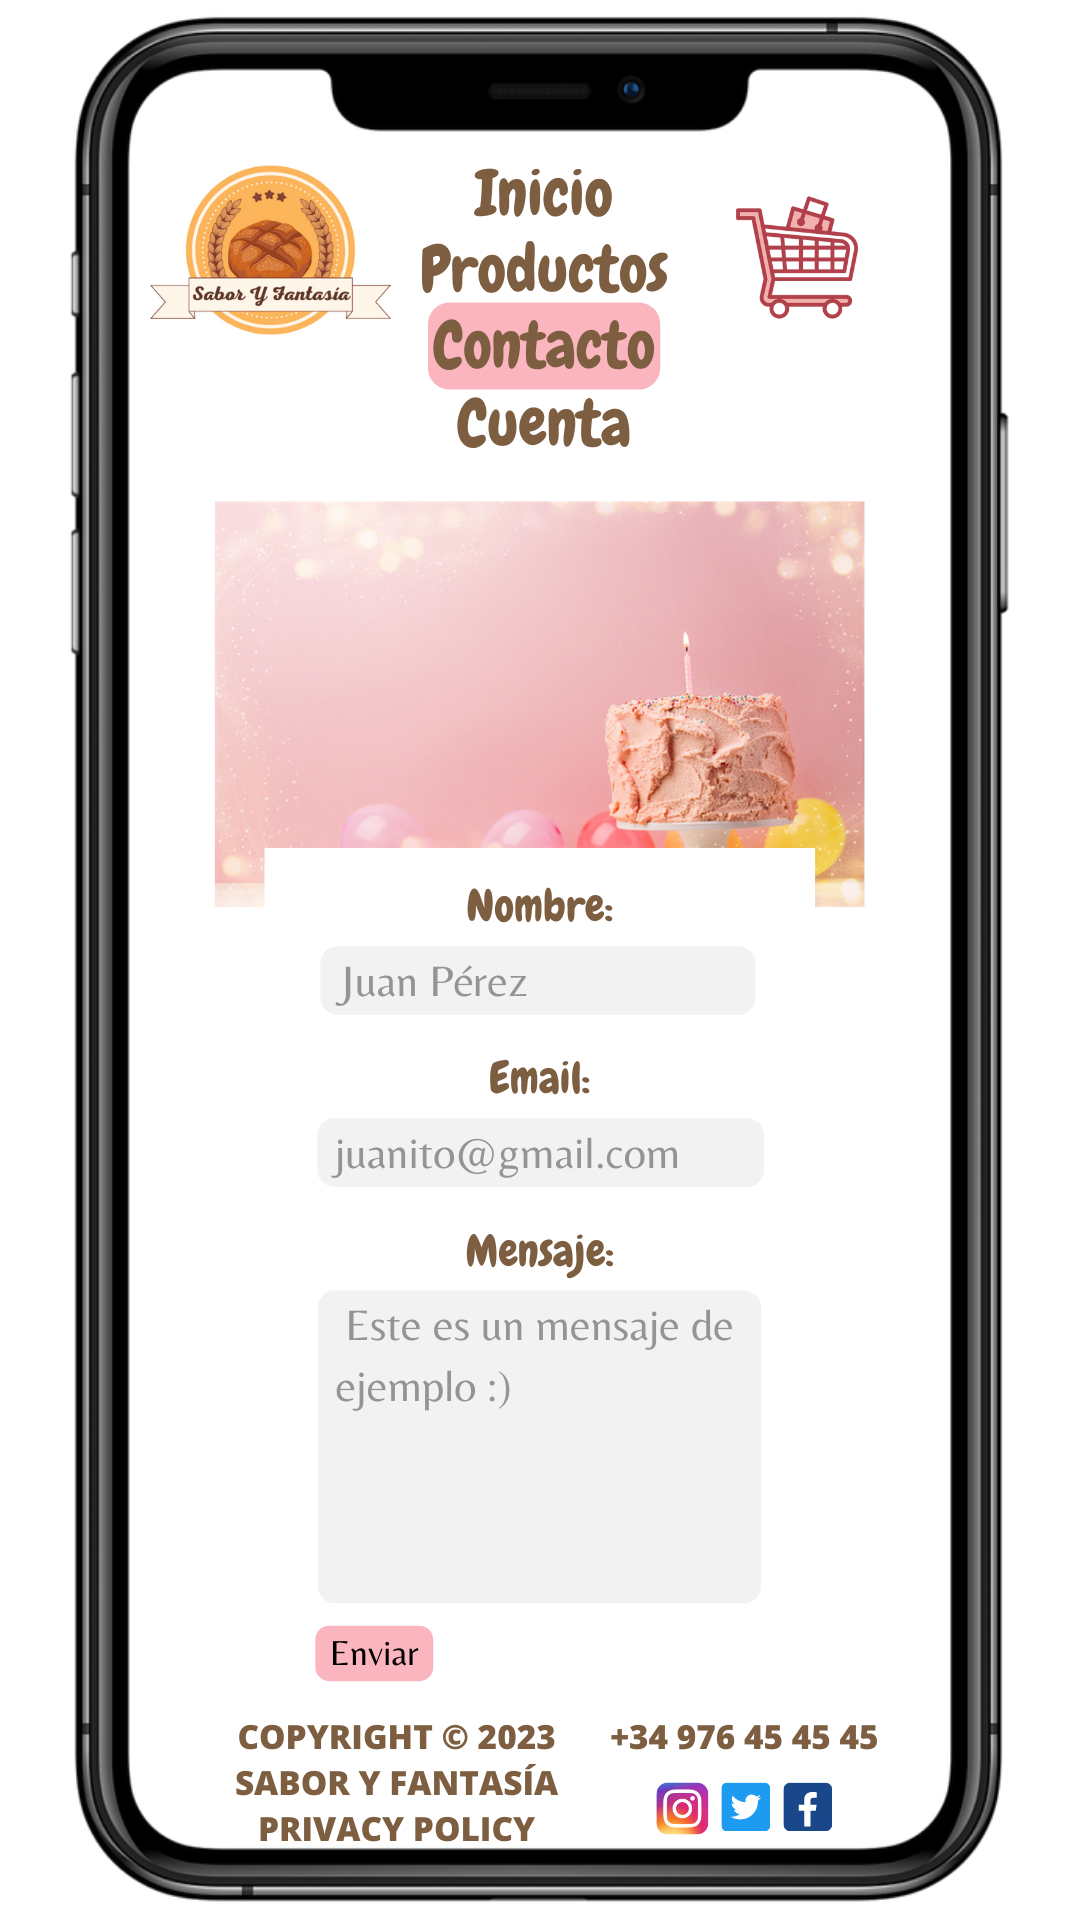 Sabor Y Fantasía
Inicio
Productos
Contacto
Cuenta
Nombre:
Juan Pérez
Email:
juanito@gmail.com
Mensaje:
Este es un mensaje de
ejemplo :)
Enviar
COPYRIGHT © 2023
SABOR Y FANTASÍA
PRIVACY POLICY
+34 976 45 45 45